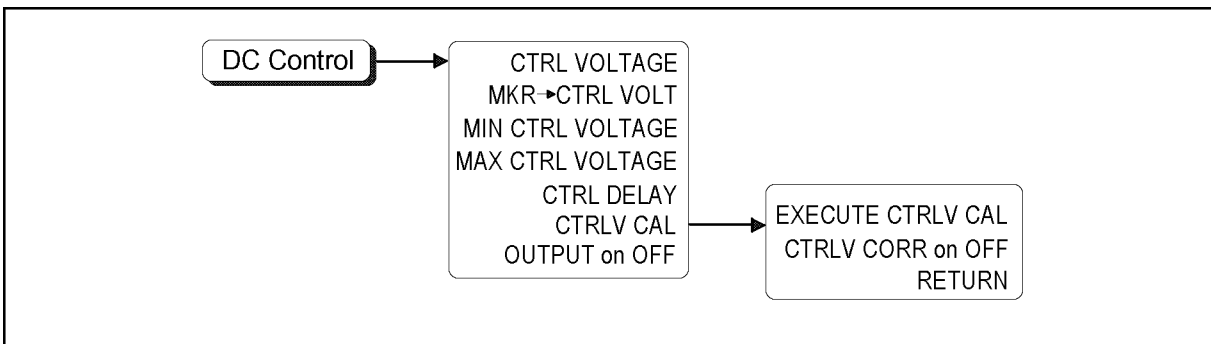 DC Control
CTRL VOLTAGE
MKR→CTRL VOLT
MIN CTRL VOLTAGE
MAX CTRL VOLTAGE
CTRL DELAY
CTRLV CAL
OUTPUT on OFF
EXECUTE CTRLV CAL
CTRLV CORR on OFF
RETURN